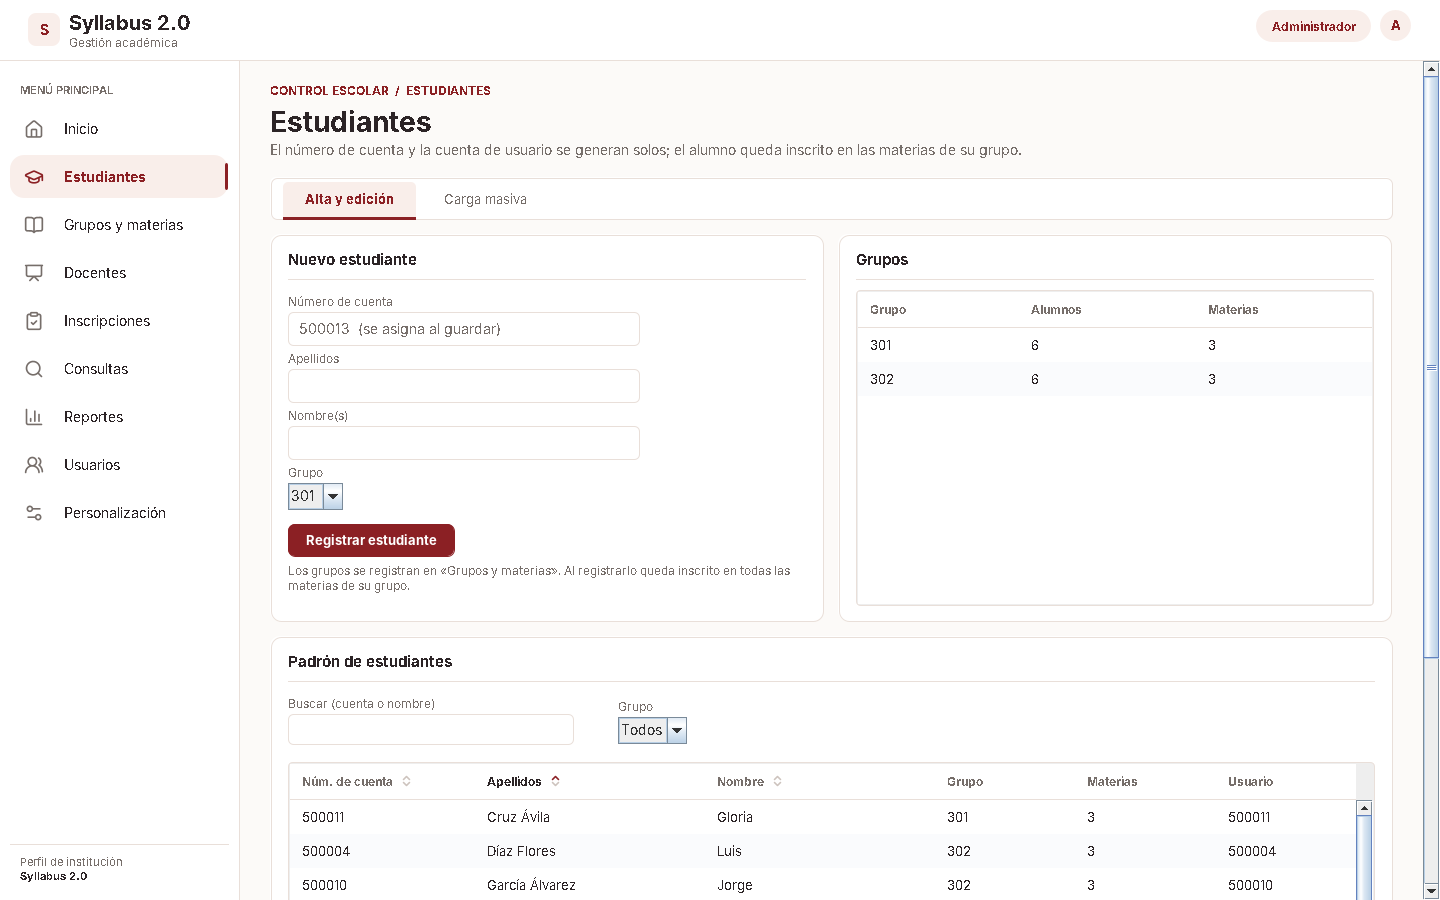 S
Syllabus 2.0
Gestión académica
Administrador
A
MENÚ PRINCIPAL
Inicio
Estudiantes
Grupos y materias
Docentes
Inscripciones
Consultas
Reportes
Usuarios
Personalización
Perfil de institución
Syllabus 2.0
CONTROL ESCOLAR / ESTUDIANTES
Estudiantes
El número de cuenta y la cuenta de usuario se generan solos; el alumno queda inscrito en las materias de su grupo.
Alta y edición
Carga masiva
Nuevo estudiante
Número de cuenta
500013 (se asigna al guardar)
Apellidos
Nombre(s)
Grupo
301
Registrar estudiante
Los grupos se registran en «Grupos y materias». Al registrarlo queda inscrito en todas las
materias de su grupo.
Grupos
Grupo Alumnos Materias
301 6 3
302 6 3
Padrón de estudiantes
Buscar (cuenta o nombre)
Grupo
Todos
Núm. de cuenta Apellidos Nombre Grupo Materias Usuario
500011 Cruz Ávila Gloria 301 3 500011
500004 Díaz Flores Luis 302 3 500004
500010 García Álvarez Jorge 302 3 500010